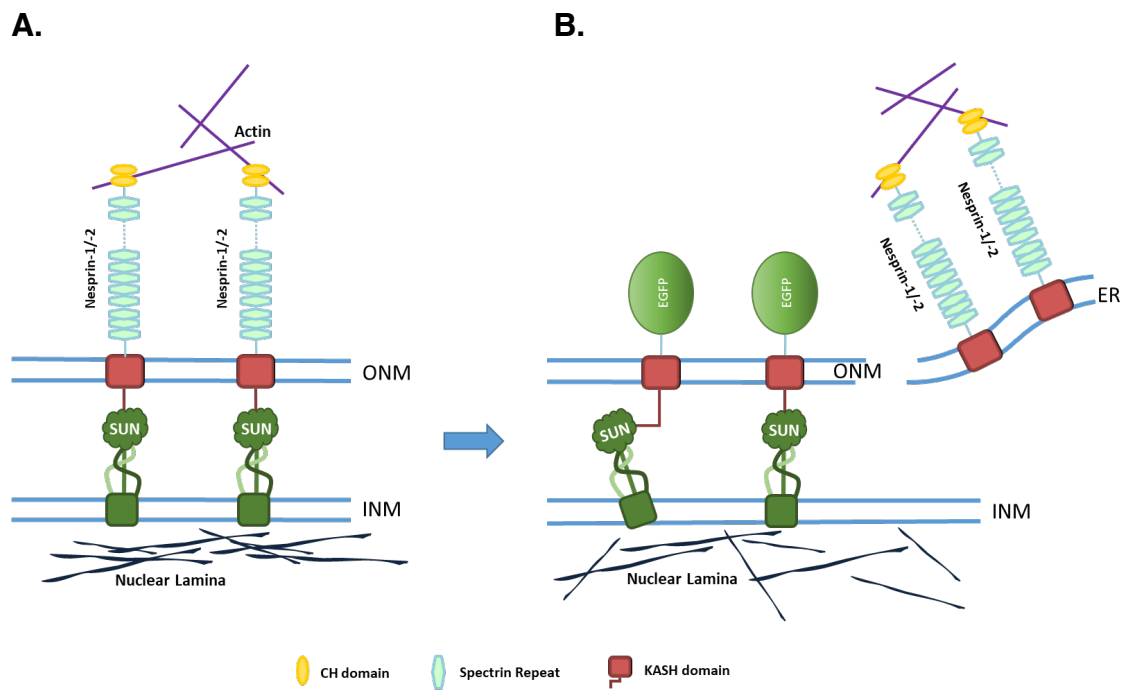 A.
B.
Actin
Nesprin-1/-2
Nesprin-1/-2
Nesprin-1/-2
Nesprin-1/-2
EGFP
EGFP
ER
ONM
ONM
SUN
SUN
SUN
SUN
INM
INM
Nuclear Lamina
Nuclear Lamina
CH domain
Spectrin Repeat
KASH domain